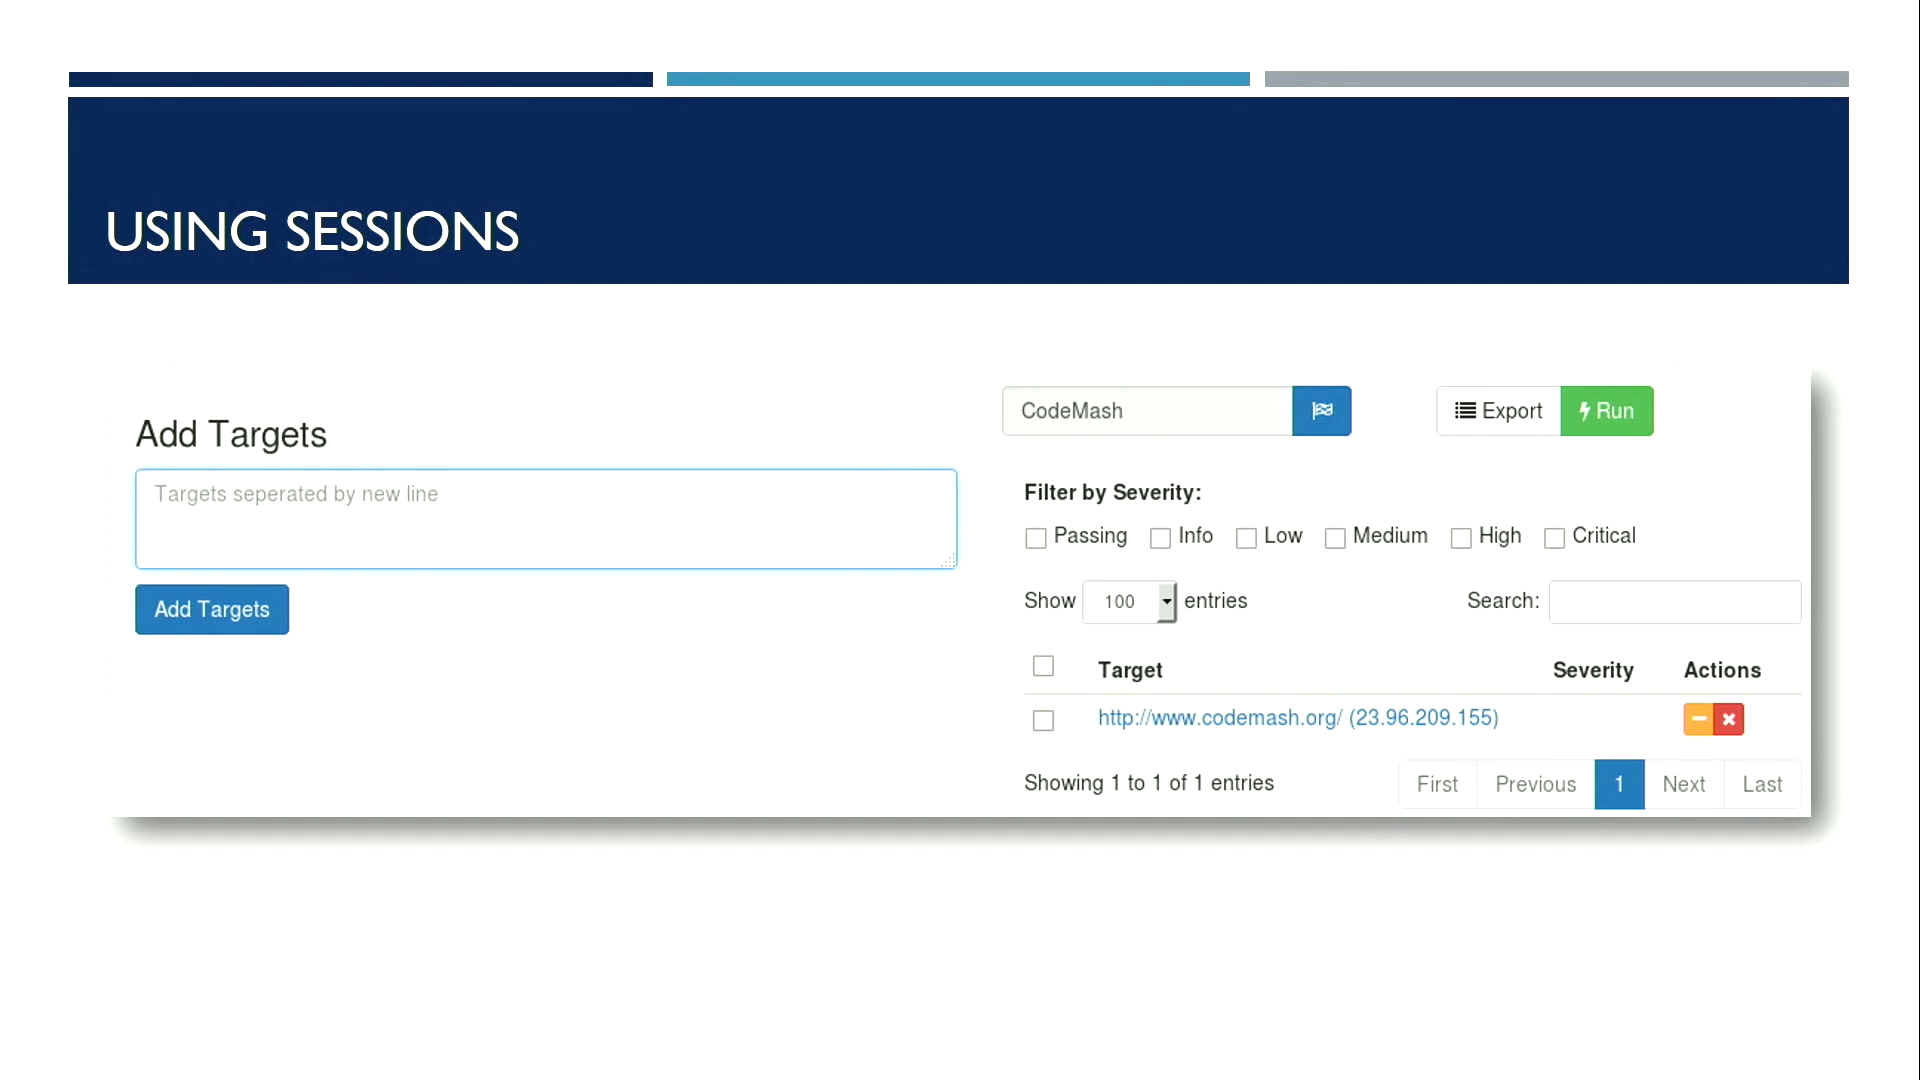 USING SESSIONS
Add Targets
Targets seperated by new line
Add Targets
CodeMash
Export Run
Filter by Severity:
Passing Info Low Medium High Critical
Show 100 entries Search:
Target Severity Actions
http://www.codemash.org/ (23.96.209.155)
Showing 1 to 1 of 1 entries First Previous 1 Next Last